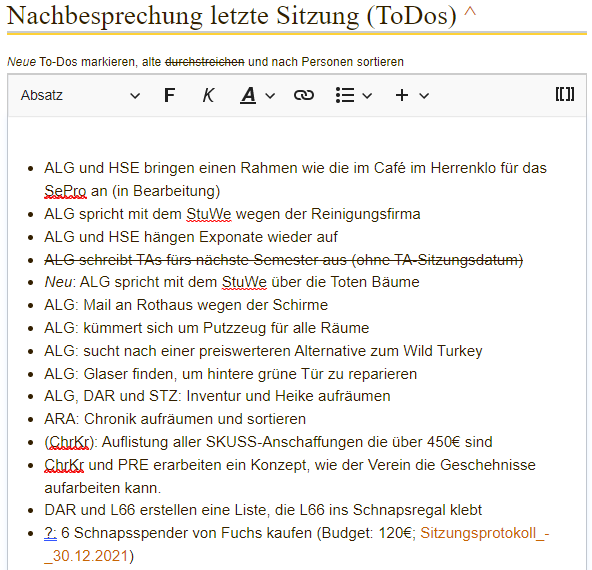 Nachbesprechung letzte Sitzung (ToDos) ^
Neue To-Dos markieren, alte durchstreichen und nach Personen sortieren
Absatz F K A
ALG und HSE bringen einen Rahmen wie die im Café im Herrenklo für das
SePro an (in Bearbeitung)
ALG spricht mit dem StuWe wegen der Reinigungsfirma
ALG und HSE hängen Exponate wieder auf
ALG schreibt TAs fürs nächste Semester aus (ohne TA-Sitzungsdatum)
Neu: ALG spricht mit dem StuWe über die Toten Bäume
ALG: Mail an Rothaus wegen der Schirme
ALG: kümmert sich um Putzzeug für alle Räume
ALG: sucht nach einer preiswerteren Alternative zum Wild Turkey
ALG: Glaser finden, um hintere grüne Tür zu reparieren
ALG, DAR und STZ: Inventur und Heike aufräumen
ARA: Chronik aufräumen und sortieren
(ChrKr): Auflistung aller SKUSS-Anschaffungen die über 450€ sind
ChrKr und PRE erarbeiten ein Konzept, wie der Verein die Geschehnisse
aufarbeiten kann.
DAR und L66 erstellen eine Liste, die L66 ins Schnapsregal klebt
?: 6 Schnapsspender von Fuchs kaufen (Budget: 120€; Sitzungsprotokoll_-
_30.12.2021)